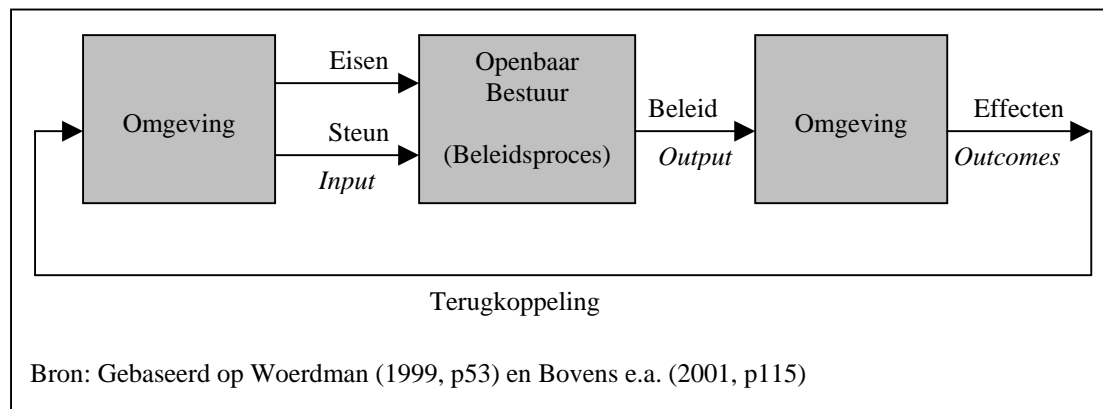 Omgeving
Eisen
Steun
Input
Openbaar
Bestuur
(Beleidsproces)
Beleid
Output
Omgeving
Effecten
Outcomes
Terugkoppeling
Bron: Gebaseerd op Woerdman (1999, p53) en Bovens e.a. (2001, p115)